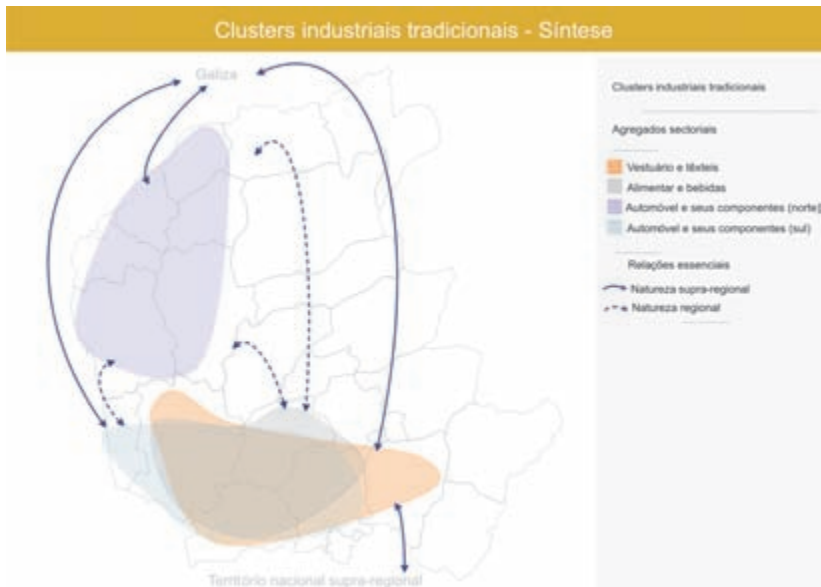 Clusters industriais tradicionais - Síntese
Galiza
Clusters industriais tradicionais
Agregados sectoriais
Vestuário e têxteis
Alimentar e bebidas
Automóvel e seus componentes (norte)
Automóvel e seus componentes (sul)
Relações essenciais
Natureza supra-regional
Natureza regional
Território nacional supra-regional